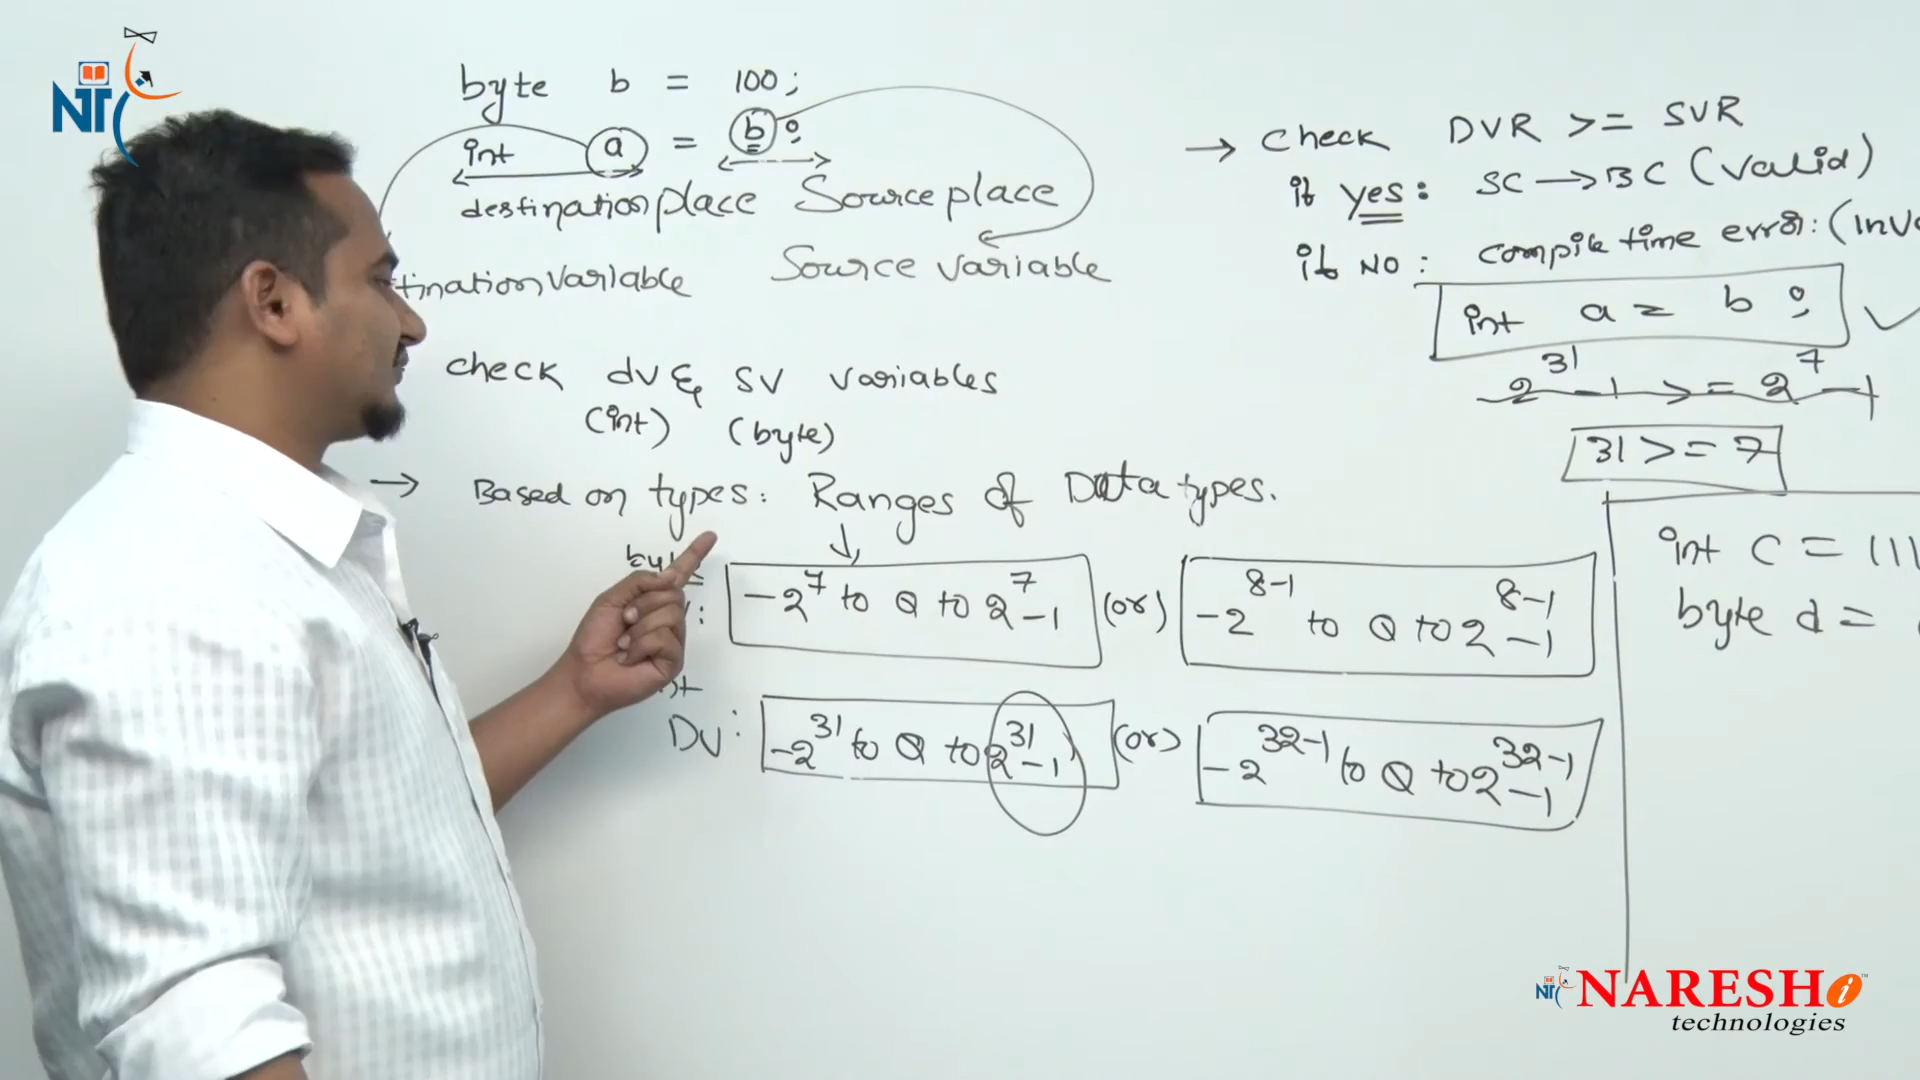 NT
byte b = 100;
int a = b;
destination place Source place
tination variable Source variable
check dv & SV variables
(int) (byte)
→ Based on types: Ranges of Data types.
-2^7 to 0 to 2^7-1 (or) -2^8-1 to 0 to 2^8-1 -1
DV: -2^31 to 0 to 2^31-1 (or) -2^32-1 to 0 to 2^32-1 -1
→ check DVR >= SVR
if yes: SC → BC (valid)
if NO: compile time error: (Inv
int a = b;
2^31-1 >= 2^7-1
31 >= 7
int c = 111
byte d =
NARESH i
technologies